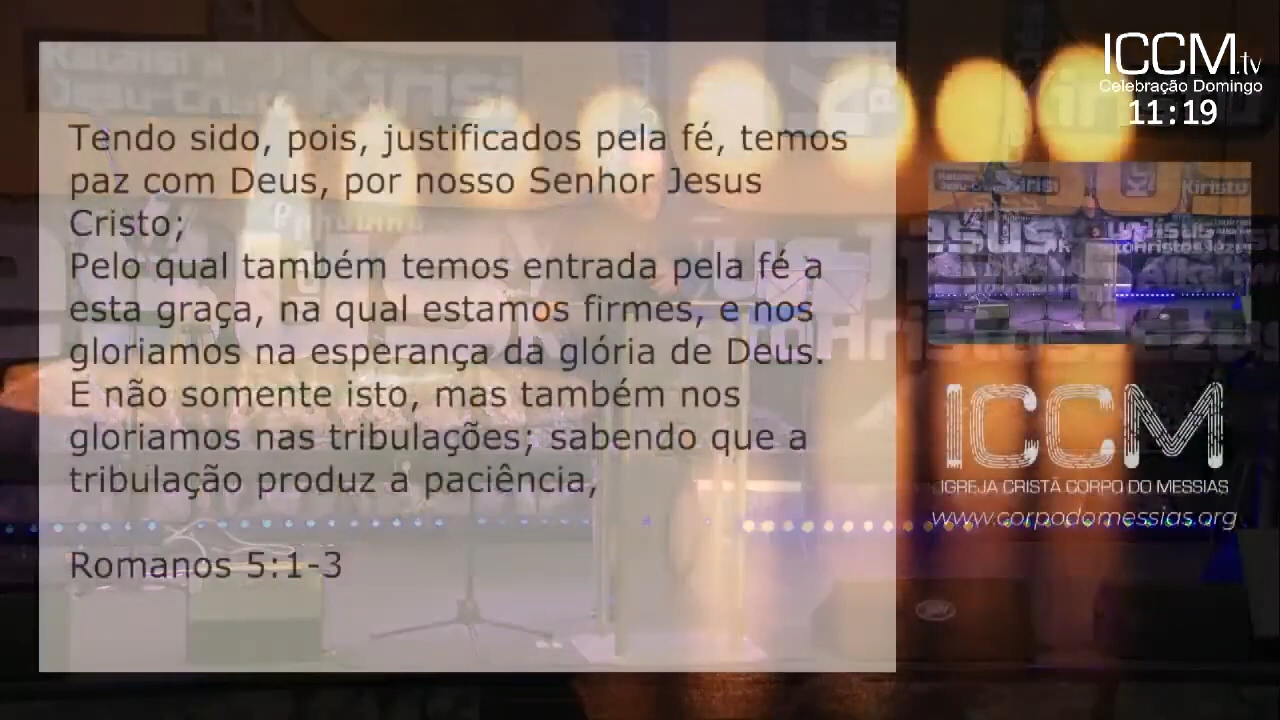 ICCM.tv
Celebração Domingo
11:19
Tendo sido, pois, justificados pela fé, temos
paz com Deus, por nosso Senhor Jesus
Cristo;
Pelo qual também temos entrada pela fé a
esta graça, na qual estamos firmes, e nos
gloriamos na esperança da glória de Deus.
E não somente isto, mas também nos
gloriamos nas tribulações; sabendo que a
tribulação produz a paciência,
Romanos 5:1-3
Kiristu
ICCM
IGREJA CRISTÃ CORPO DO MESSIAS
www.corpodomessias.org